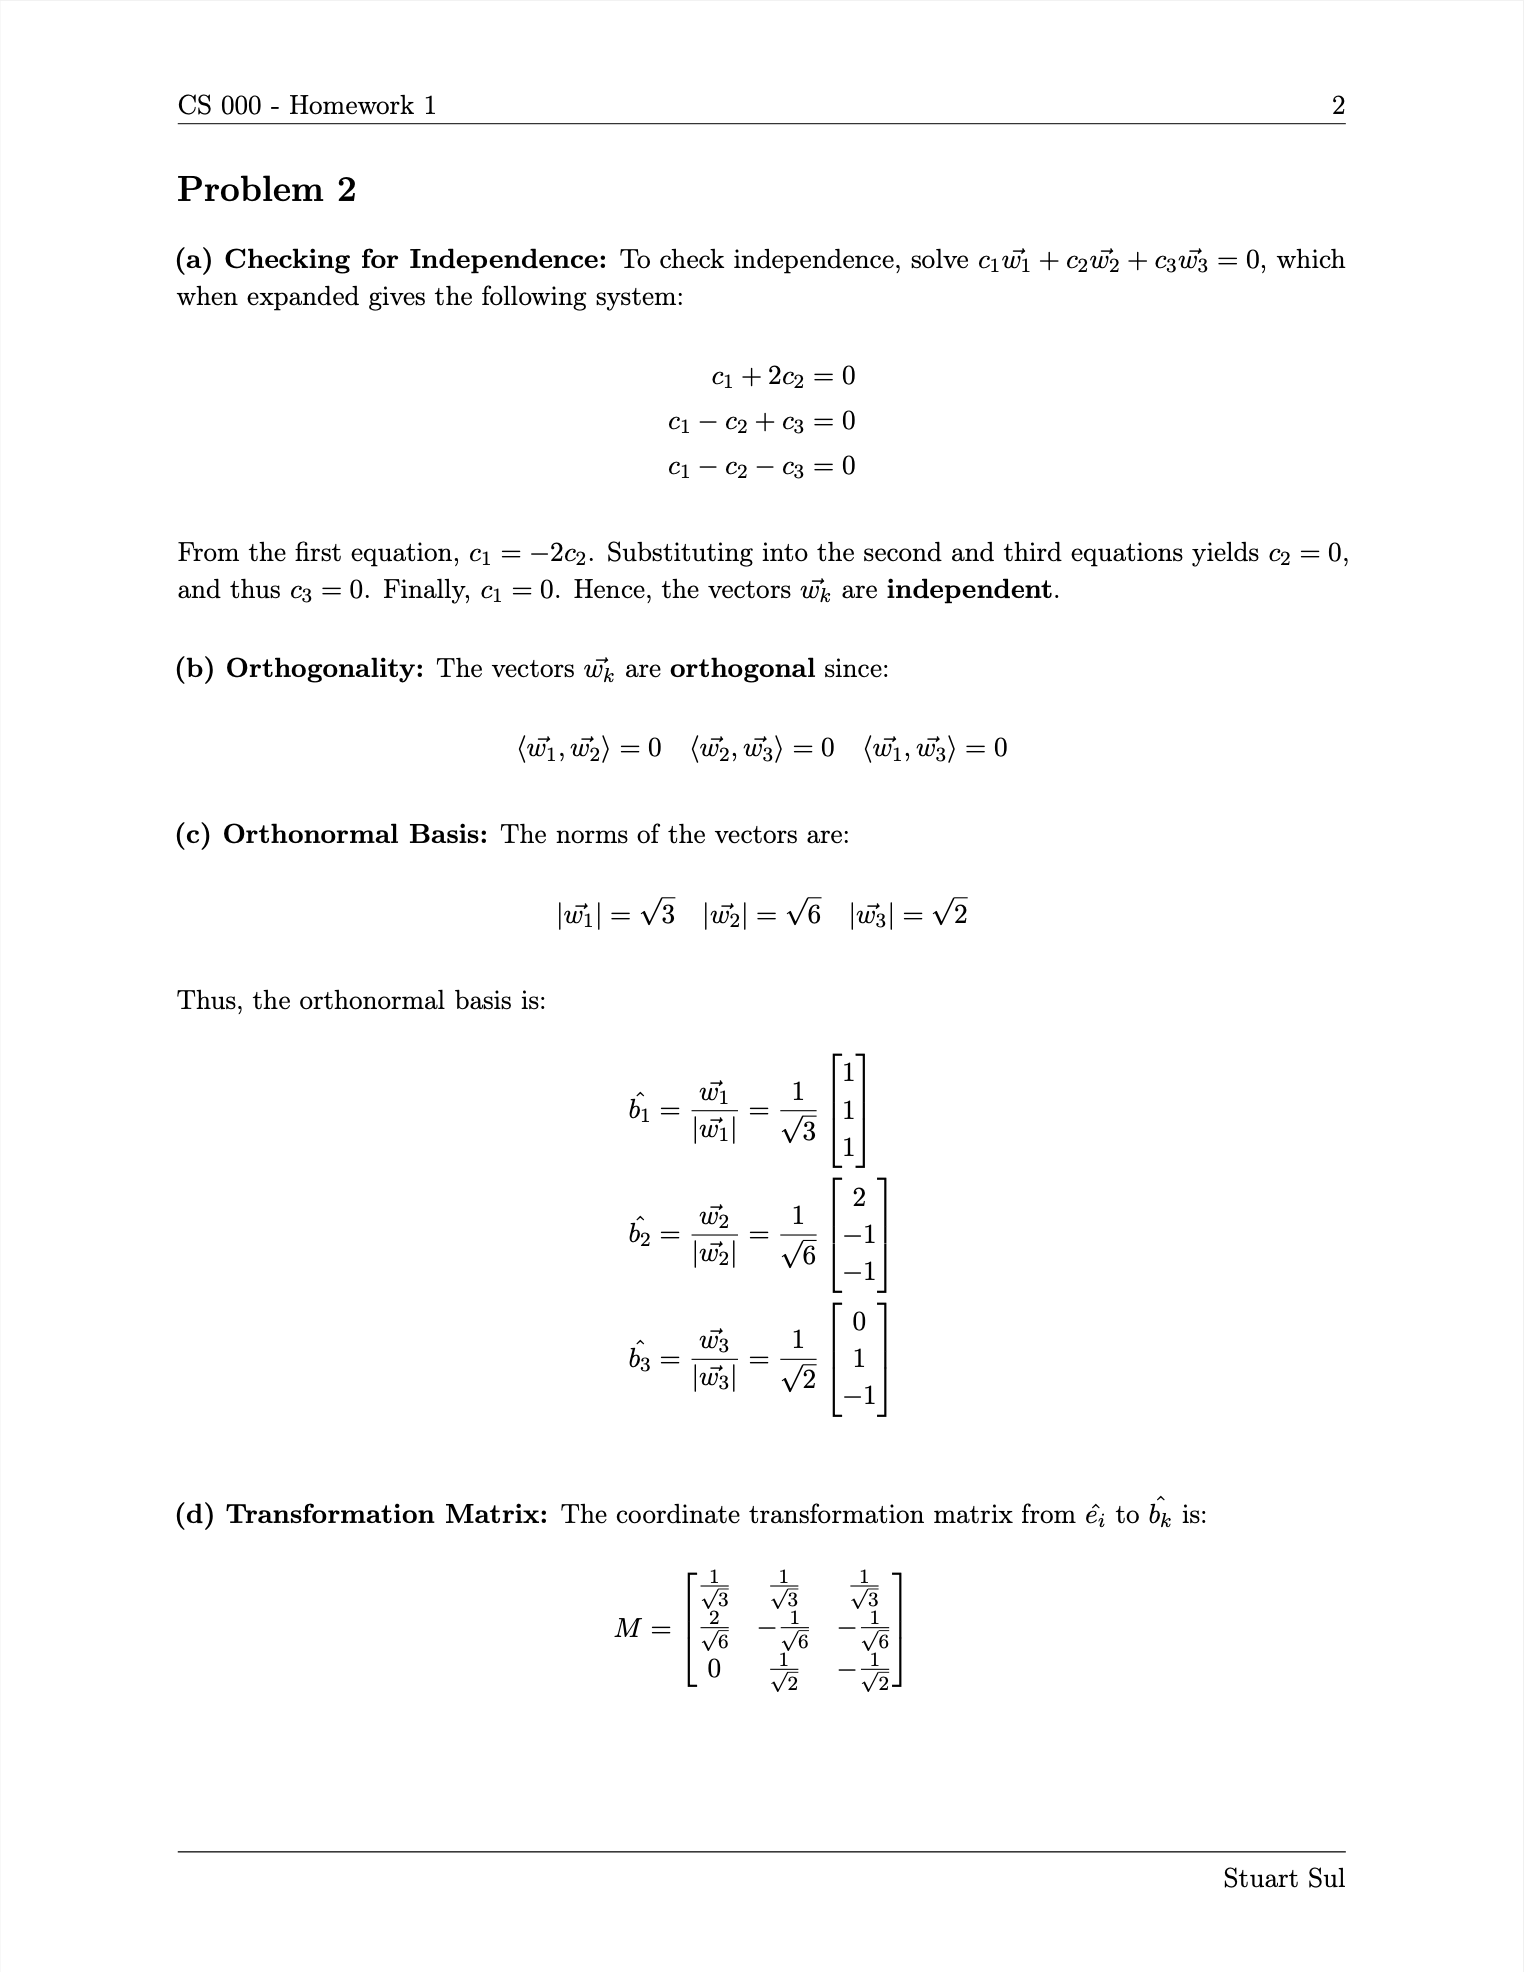 CS 000 - Homework 1 2
Problem 2
(a) Checking for Independence: To check independence, solve $c_1\vec{w_1} + c_2\vec{w_2} + c_3\vec{w_3} = 0$, which
when expanded gives the following system:
$c_1 + 2c_2 = 0$
$c_1 - c_2 + c_3 = 0$
$c_1 - c_2 - c_3 = 0$
From the first equation, $c_1 = -2c_2$. Substituting into the second and third equations yields $c_2 = 0$,
and thus $c_3 = 0$. Finally, $c_1 = 0$. Hence, the vectors $\vec{w_k}$ are independent.
(b) Orthogonality: The vectors $\vec{w_k}$ are orthogonal since:
$\langle \vec{w_1}, \vec{w_2} \rangle = 0 \quad \langle \vec{w_2}, \vec{w_3} \rangle = 0 \quad \langle \vec{w_1}, \vec{w_3} \rangle = 0$
(c) Orthonormal Basis: The norms of the vectors are:
$|\vec{w_1}| = \sqrt{3} \quad |\vec{w_2}| = \sqrt{6} \quad |\vec{w_3}| = \sqrt{2}$
Thus, the orthonormal basis is:
$\hat{b_1} = \frac{\vec{w_1}}{|\vec{w_1}|} = \frac{1}{\sqrt{3}} \begin{bmatrix} 1 \\ 1 \\ 1 \end{bmatrix}$
$\hat{b_2} = \frac{\vec{w_2}}{|\vec{w_2}|} = \frac{1}{\sqrt{6}} \begin{bmatrix} 2 \\ -1 \\ -1 \end{bmatrix}$
$\hat{b_3} = \frac{\vec{w_3}}{|\vec{w_3}|} = \frac{1}{\sqrt{2}} \begin{bmatrix} 0 \\ 1 \\ -1 \end{bmatrix}$
(d) Transformation Matrix: The coordinate transformation matrix from $\hat{e_i}$ to $\hat{b_k}$ is:
$M = \begin{bmatrix} \frac{1}{\sqrt{3}} & \frac{1}{\sqrt{3}} & \frac{1}{\sqrt{3}} \\ \frac{2}{\sqrt{6}} & -\frac{1}{\sqrt{6}} & -\frac{1}{\sqrt{6}} \\ 0 & \frac{1}{\sqrt{2}} & -\frac{1}{\sqrt{2}} \end{bmatrix}$
Stuart Sul